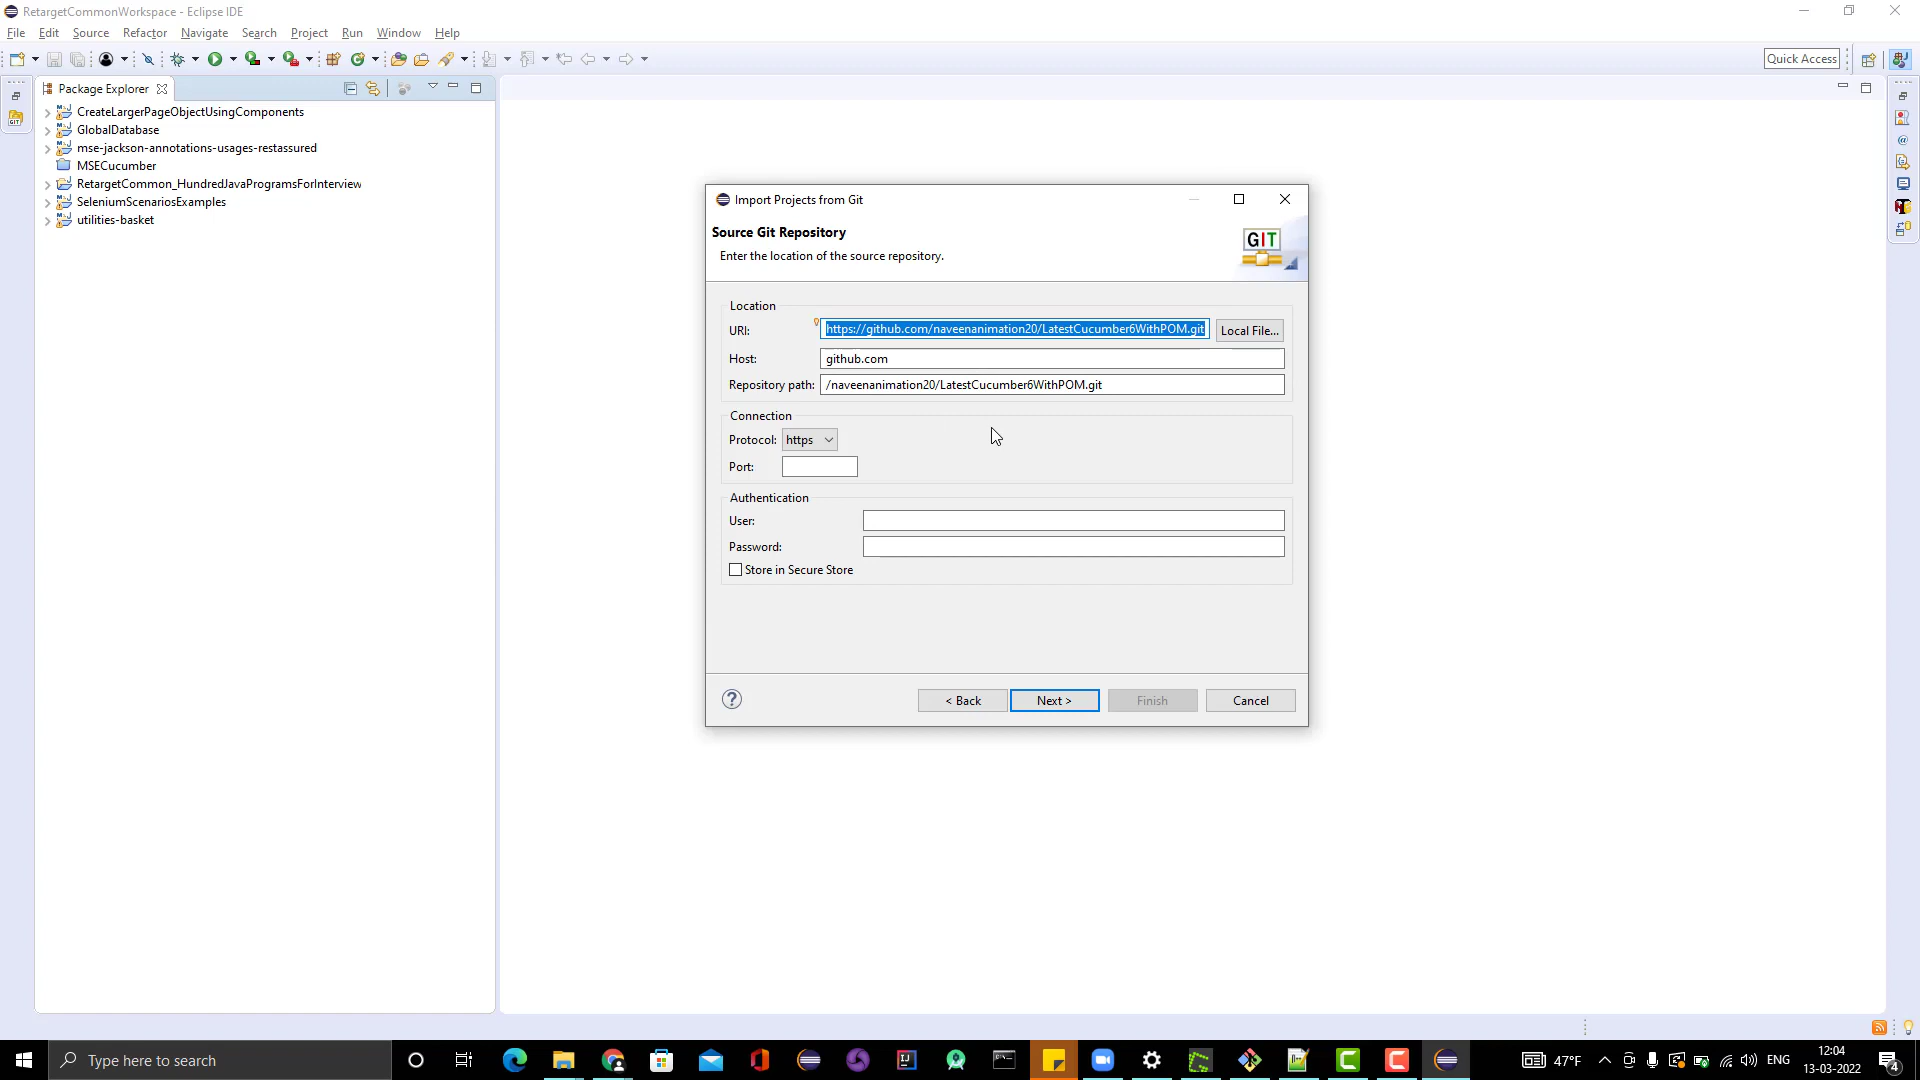 RetargetCommonWorkspace - Eclipse IDE
File Edit Source Refactor Navigate Search Project Run Window Help
Quick Access
Package Explorer
CreateLargerPageObjectUsingComponents
GlobalDatabase
mse-jackson-annotations-usages-restassured
MSECucumber
RetargetCommon_HundredJavaProgramsForInterview
SeleniumScenariosExamples
utilities-basket
Import Projects from Git
Source Git Repository
Enter the location of the source repository.
GIT
Location
URI: https://github.com/naveenanimation20/LatestCucumber6WithPOM.git Local File...
Host: github.com
Repository path: /naveenanimation20/LatestCucumber6WithPOM.git
Connection
Protocol: https
Port:
Authentication
User:
Password:
Store in Secure Store
< Back Next > Finish Cancel
Type here to search
47°F
ENG
12:04
13-03-2022
4